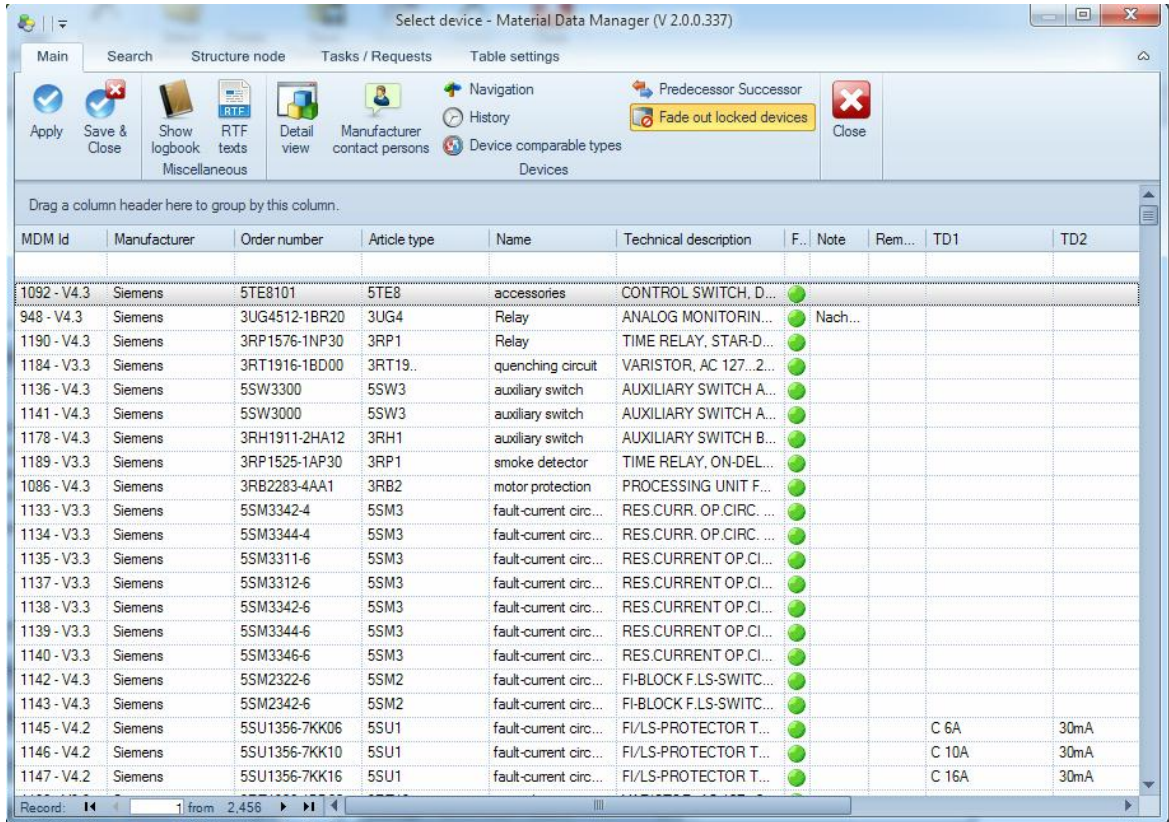 Select device - Material Data Manager (V 2.0.0.337)
Main Search Structure node Tasks / Requests Table settings
Apply
Save & Close
Show logbook
RTF
RTF texts
Miscellaneous
Detail view
Manufacturer contact persons
Navigation
History
Device comparable types
Predecessor Successor
Fade out locked devices
Devices
Close
Drag a column header here to group by this column.
MDM Id Manufacturer Order number Article type Name Technical description F.. Note Rem... TD1 TD2
1092 - V4.3 Siemens 5TE8101 5TE8 accessories CONTROL SWITCH, D...
948 - V4.3 Siemens 3UG4512-1BR20 3UG4 Relay ANALOG MONITORIN... Nach...
1190 - V4.3 Siemens 3RP1576-1NP30 3RP1 Relay TIME RELAY, STAR-D...
1184 - V3.3 Siemens 3RT1916-1BD00 3RT19.. quenching circuit VARISTOR, AC 127...2...
1136 - V4.3 Siemens 5SW3300 5SW3 auxiliary switch AUXILIARY SWITCH A...
1141 - V4.3 Siemens 5SW3000 5SW3 auxiliary switch AUXILIARY SWITCH A...
1178 - V4.3 Siemens 3RH1911-2HA12 3RH1 auxiliary switch AUXILIARY SWITCH B...
1189 - V3.3 Siemens 3RP1525-1AP30 3RP1 smoke detector TIME RELAY, ON-DEL...
1086 - V4.3 Siemens 3RB2283-4AA1 3RB2 motor protection PROCESSING UNIT F...
1133 - V3.3 Siemens 5SM3342-4 5SM3 fault-current circ... RES.CURR. OP.CIRC. ...
1134 - V3.3 Siemens 5SM3344-4 5SM3 fault-current circ... RES.CURR. OP.CIRC. ...
1135 - V3.3 Siemens 5SM3311-6 5SM3 fault-current circ... RES.CURRENT OP.CI...
1137 - V3.3 Siemens 5SM3312-6 5SM3 fault-current circ... RES.CURRENT OP.CI...
1138 - V3.3 Siemens 5SM3342-6 5SM3 fault-current circ... RES.CURRENT OP.CI...
1139 - V3.3 Siemens 5SM3344-6 5SM3 fault-current circ... RES.CURRENT OP.CI...
1140 - V3.3 Siemens 5SM3346-6 5SM3 fault-current circ... RES.CURRENT OP.CI...
1142 - V4.3 Siemens 5SM2322-6 5SM2 fault-current circ... FI-BLOCK F.LS-SWITC...
1143 - V4.3 Siemens 5SM2342-6 5SM2 fault-current circ... FI-BLOCK F.LS-SWITC...
1145 - V4.2 Siemens 5SU1356-7KK06 5SU1 fault-current circ... FI/LS-PROTECTOR T... C 6A 30mA
1146 - V4.2 Siemens 5SU1356-7KK10 5SU1 fault-current circ... FI/LS-PROTECTOR T... C 10A 30mA
1147 - V4.2 Siemens 5SU1356-7KK16 5SU1 fault-current circ... FI/LS-PROTECTOR T... C 16A 30mA
Record: 1 from 2,456